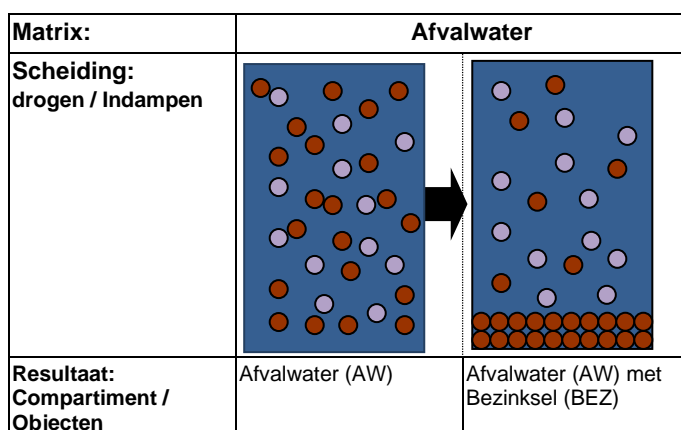 Matrix:
Afvalwater
Scheiding:
drogen / Indampen
Resultaat:
Compartiment /
Objecten
Afvalwater (AW)
Afvalwater (AW) met
Bezinksel (BEZ)